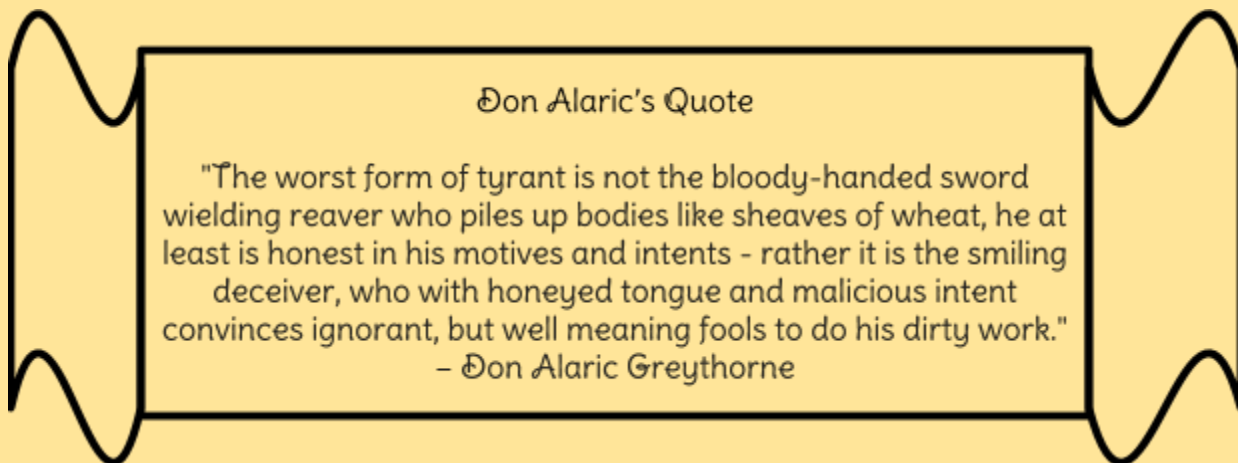 Don Alaric's Quote
"The worst form of tyrant is not the bloody-handed sword
wielding reaver who piles up bodies like sheaves of wheat, he at
least is honest in his motives and intents - rather it is the smiling
deceiver, who with honeyed tongue and malicious intent
convinces ignorant, but well meaning fools to do his dirty work."
– Don Alaric Greythorne